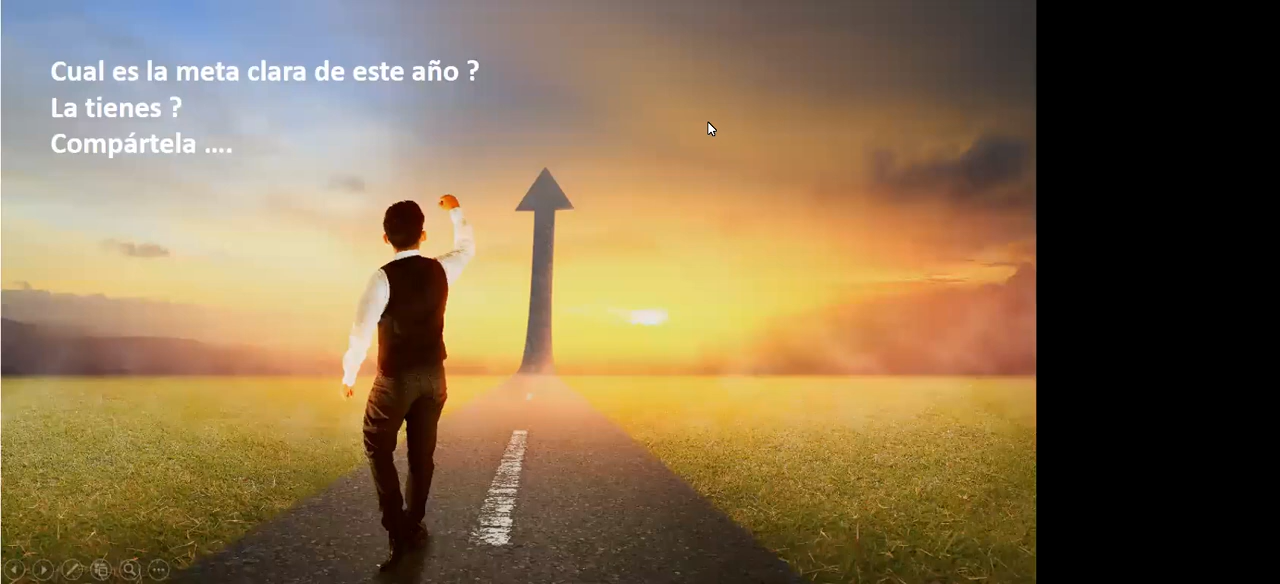 Cual es la meta clara de este año ?
La tienes ?
Compártela ....